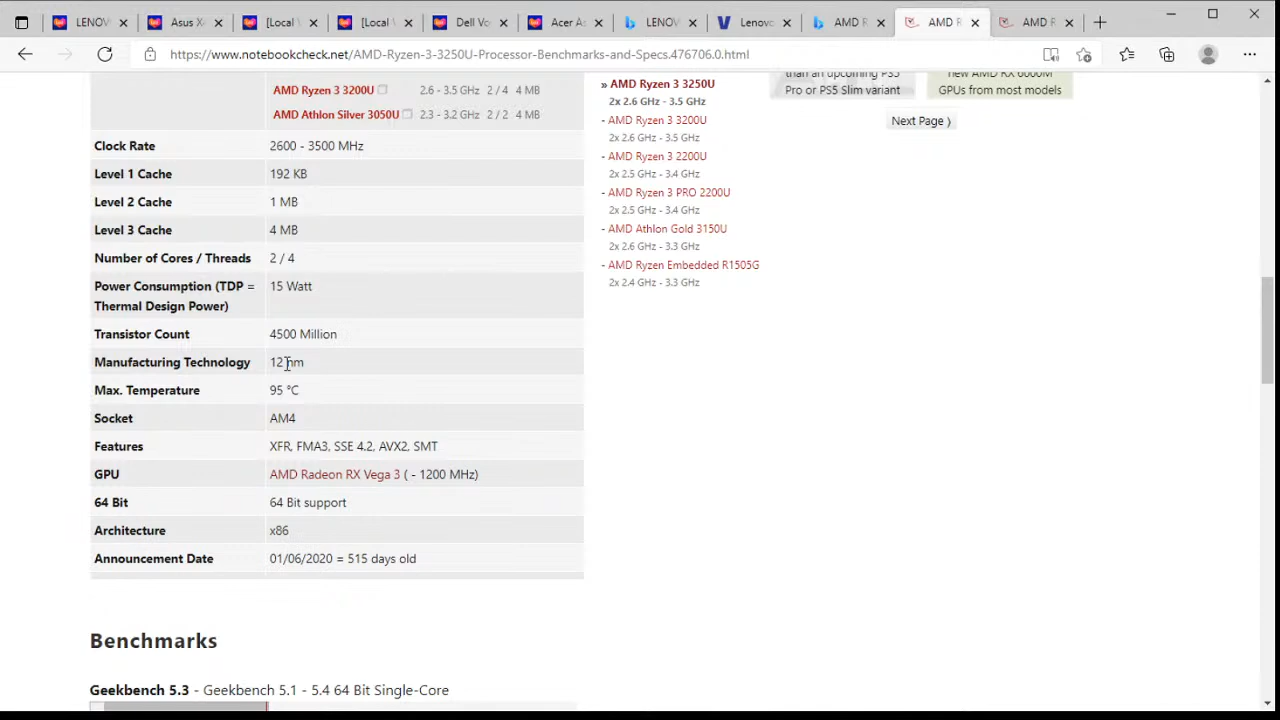 LENOV
Asus X
[Local
[Local V
Dell Vo
Acer As
LENOV
Lenovo
AMD R
AMD R
AMD R
https://www.notebookcheck.net/AMD-Ryzen-3-3250U-Processor-Benchmarks-and-Specs.476706.0.html
AMD Ryzen 3 3200U 2.6 - 3.5 GHz 2 / 4 4 MB
AMD Athlon Silver 3050U 2.3 - 3.2 GHz 2 / 2 4 MB
Clock Rate 2600 - 3500 MHz
Level 1 Cache 192 KB
Level 2 Cache 1 MB
Level 3 Cache 4 MB
Number of Cores / Threads 2 / 4
Power Consumption (TDP = 15 Watt
Thermal Design Power)
Transistor Count 4500 Million
Manufacturing Technology 12 nm
Max. Temperature 95 °C
Socket AM4
Features XFR, FMA3, SSE 4.2, AVX2, SMT
GPU AMD Radeon RX Vega 3 ( - 1200 MHz)
64 Bit 64 Bit support
Architecture x86
Announcement Date 01/06/2020 = 515 days old
» AMD Ryzen 3 3250U
2x 2.6 GHz - 3.5 GHz
- AMD Ryzen 3 3200U
2x 2.6 GHz - 3.5 GHz
- AMD Ryzen 3 2200U
2x 2.5 GHz - 3.4 GHz
- AMD Ryzen 3 PRO 2200U
2x 2.5 GHz - 3.4 GHz
- AMD Athlon Gold 3150U
2x 2.6 GHz - 3.3 GHz
- AMD Ryzen Embedded R1505G
2x 2.4 GHz - 3.3 GHz
than an upcoming PS5
Pro or PS5 Slim variant
new AMD RX 6000M
GPUs from most models
Next Page ⟩
Benchmarks
Geekbench 5.3 - Geekbench 5.1 - 5.4 64 Bit Single-Core